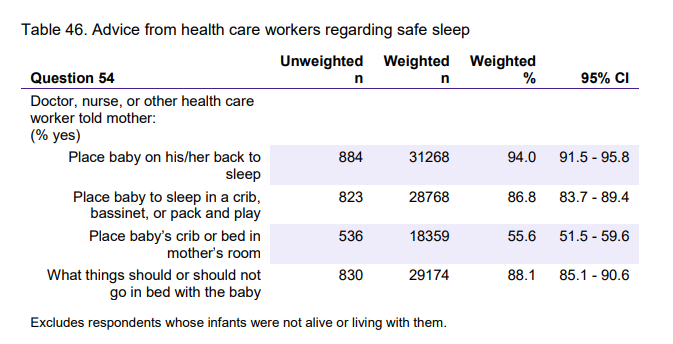 Table 46. Advice from health care workers regarding safe sleep
Unweighted Weighted Weighted
Question 54 n n % 95% CI
Doctor, nurse, or other health care
worker told mother:
(% yes)
Place baby on his/her back to 884 31268 94.0 91.5 - 95.8
sleep
Place baby to sleep in a crib, 823 28768 86.8 83.7 - 89.4
bassinet, or pack and play
Place baby’s crib or bed in 536 18359 55.6 51.5 - 59.6
mother’s room
What things should or should not 830 29174 88.1 85.1 - 90.6
go in bed with the baby
Excludes respondents whose infants were not alive or living with them.